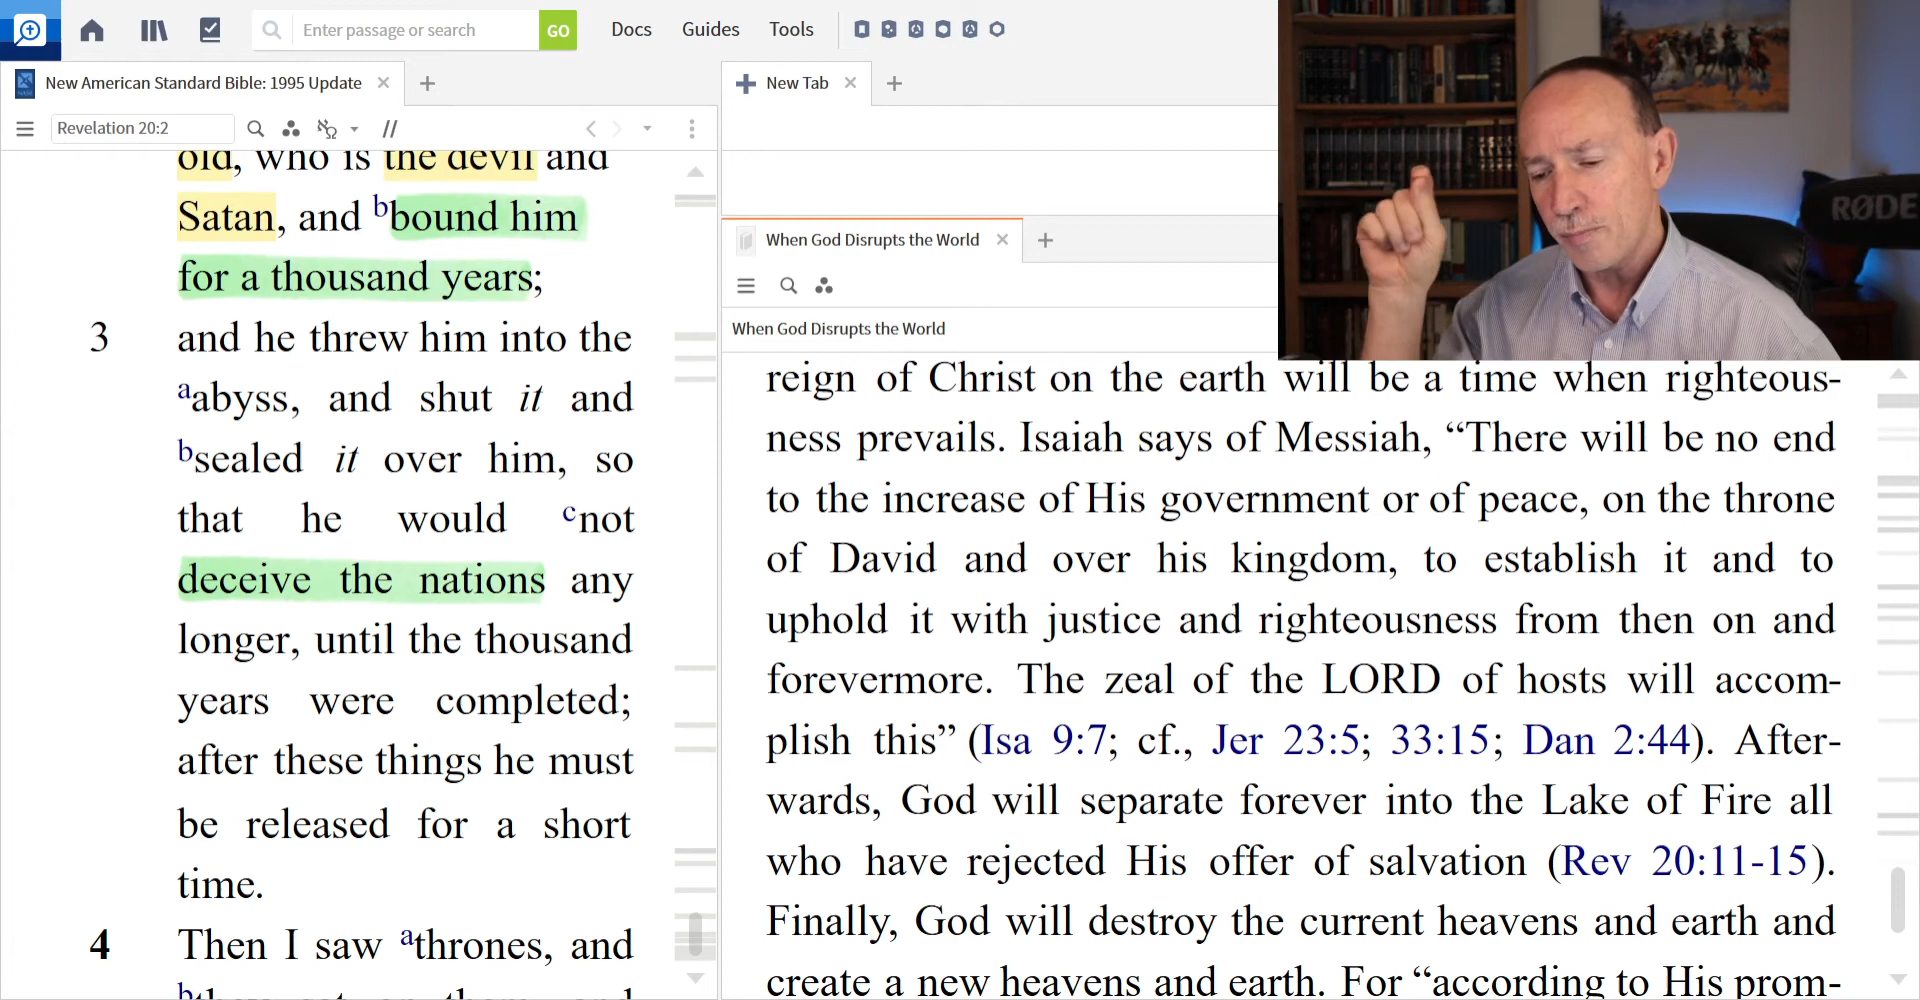 Enter passage or search
GO
Docs
Guides
Tools
New American Standard Bible: 1995 Update
New Tab
Revelation 20:2
old, who is the devil and
Satan, and bbound him
for a thousand years;
3 and he threw him into the
aabyss, and shut it and
bsealed it over him, so
that he would cnot
deceive the nations any
longer, until the thousand
years were completed;
after these things he must
be released for a short
time.
4 Then I saw athrones, and
When God Disrupts the World
When God Disrupts the World
reign of Christ on the earth will be a time when righteous-
ness prevails. Isaiah says of Messiah, “There will be no end
to the increase of His government or of peace, on the throne
of David and over his kingdom, to establish it and to
uphold it with justice and righteousness from then on and
forevermore. The zeal of the LORD of hosts will accom-
plish this” (Isa 9:7; cf., Jer 23:5; 33:15; Dan 2:44). After-
wards, God will separate forever into the Lake of Fire all
who have rejected His offer of salvation (Rev 20:11-15).
Finally, God will destroy the current heavens and earth and
create a new heavens and earth. For “according to His prom-
RØDE